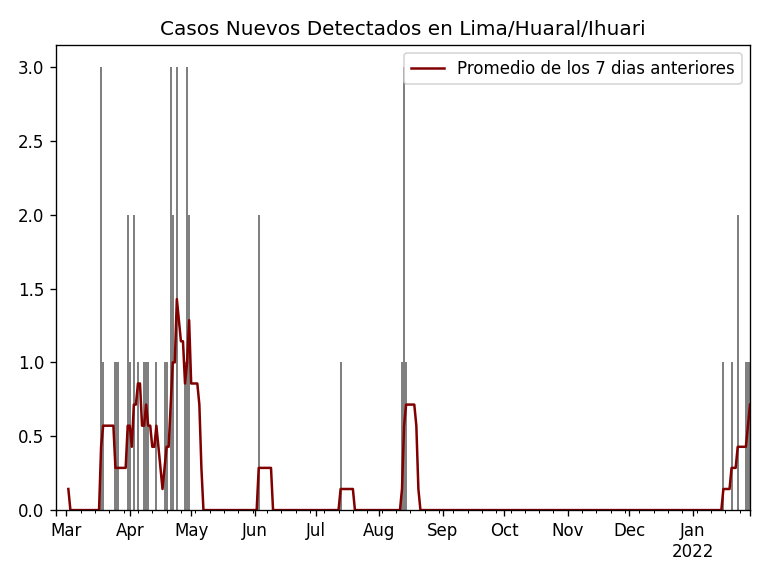 Casos Nuevos Detectados en Lima/Huaral/Ihuari
Promedio de los 7 dias anteriores
3.0
2.5
2.0
1.5
1.0
0.5
0.0
Mar Apr May Jun Jul Aug Sep Oct Nov Dec Jan
2022